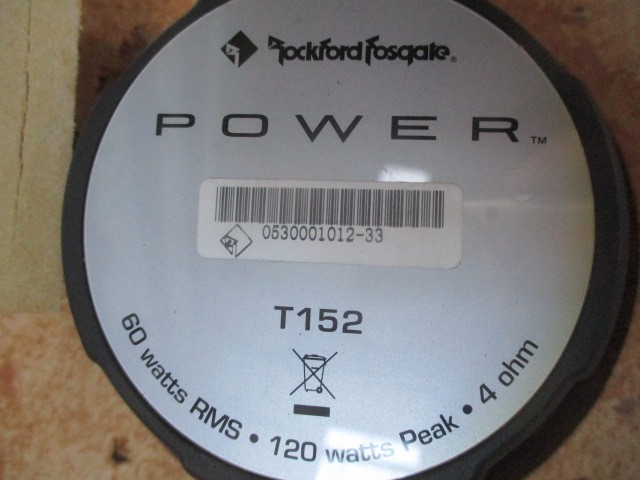 Rockford Fosgate®
POWER™
0530001012-33
T152
60 watts RMS • 120 watts Peak • 4 ohm